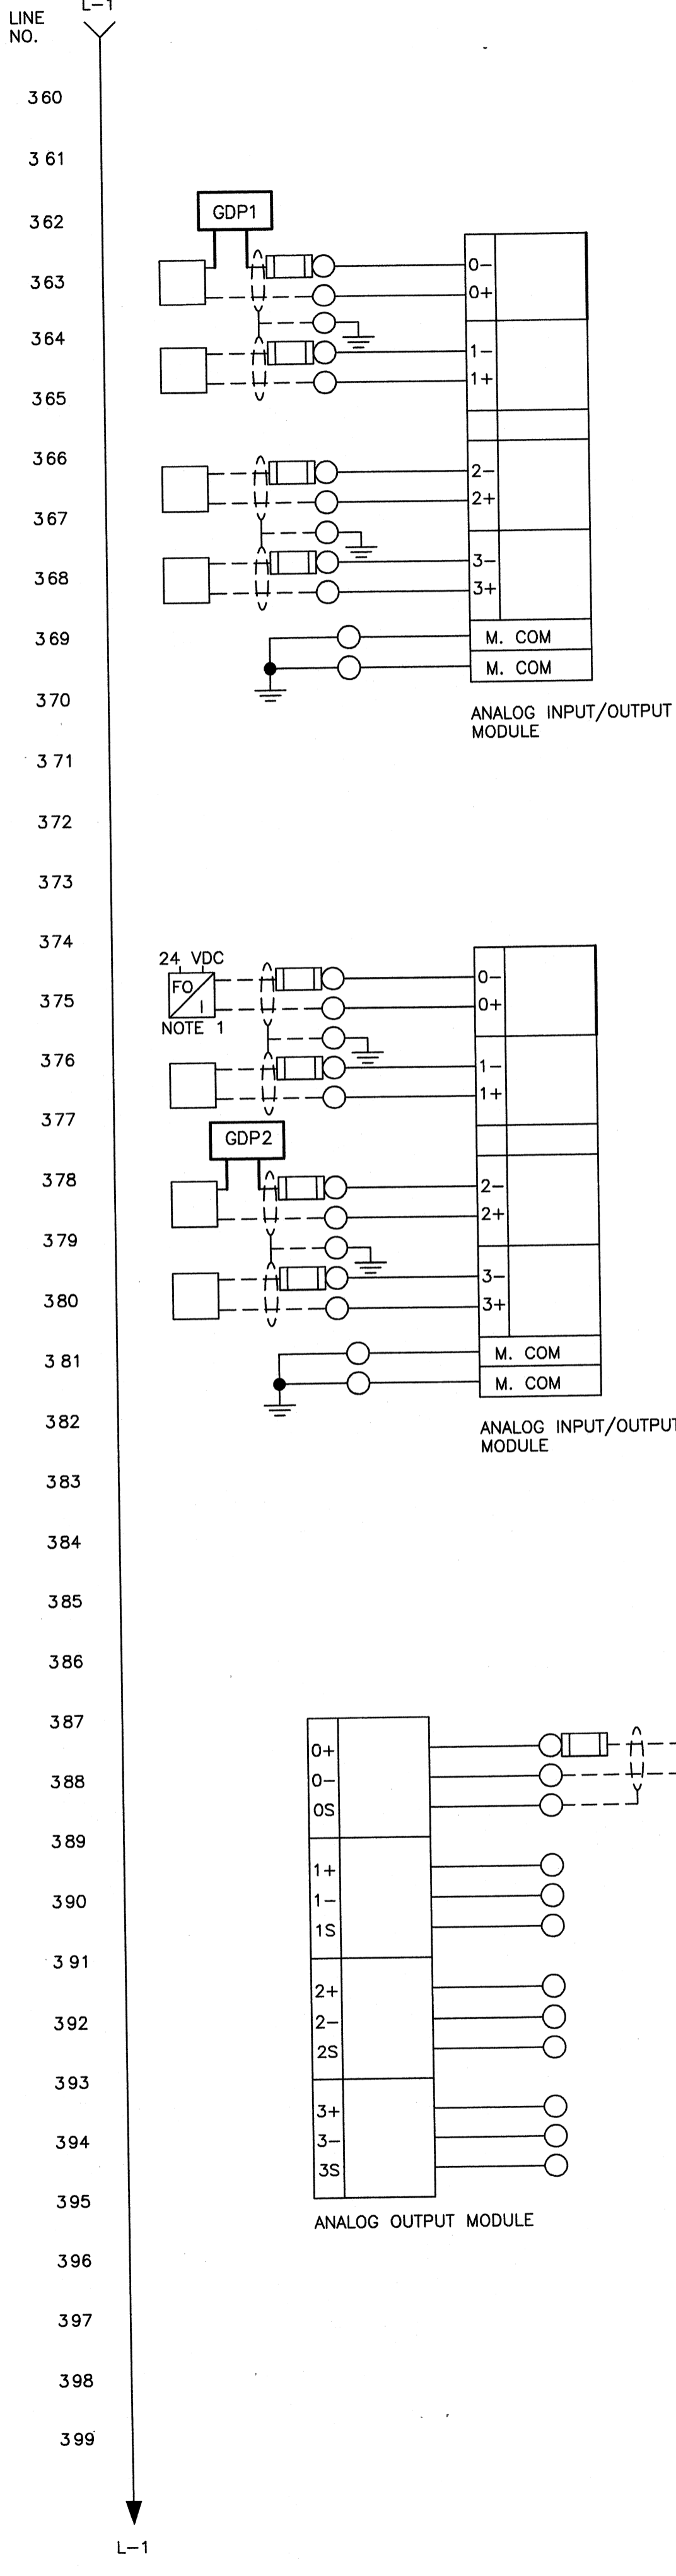 L-1
LINE
NO.
360
361
362
GDP1
363
0-
0+
364
1-
1+
365
366
2-
2+
367
368
3-
3+
369
M. COM
M. COM
370
ANALOG INPUT/OUTPUT
MODULE
371
372
373
374
24 VDC
FO
I
NOTE 1
375
0-
0+
376
1-
1+
377
GDP2
378
2-
2+
379
3-
3+
380
381
M. COM
M. COM
382
ANALOG INPUT/OUTPUT
MODULE
383
384
385
386
387
0+
388
0-
0S
389
1+
390
1-
1S
391
2+
392
2-
2S
393
3+
394
3-
3S
395
ANALOG OUTPUT MODULE
396
397
398
399
L-1